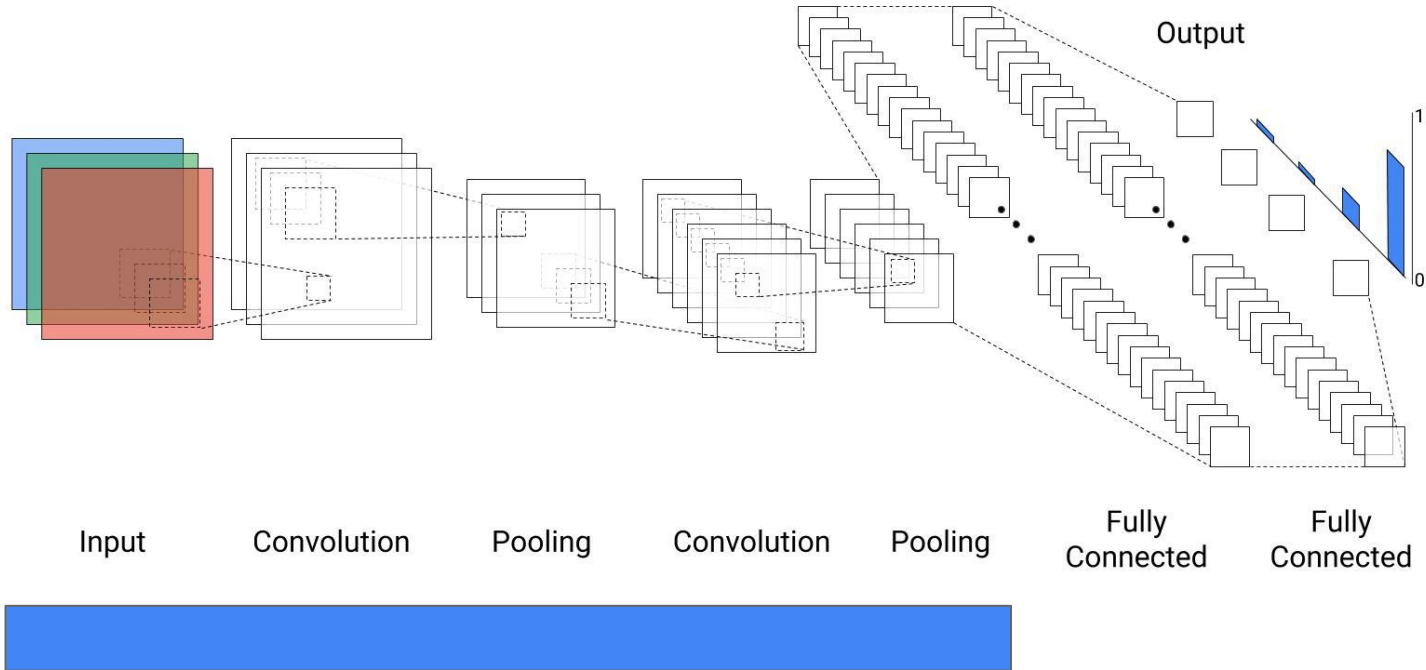 Output
1
0
Input
Convolution
Pooling
Convolution
Pooling
Fully
Connected
Fully
Connected